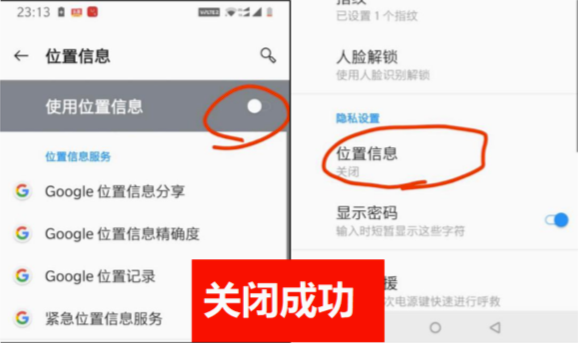 23:13
位置信息
使用位置信息
位置信息服务
Google 位置信息分享
Google 位置信息精确度
Google 位置记录
紧急位置信息服务
已设置 1 个指纹
人脸解锁
使用人脸识别解锁
隐私设置
位置信息
关闭
显示密码
输入时短暂显示这些字符
援
次电源键快速进行呼救
关闭成功